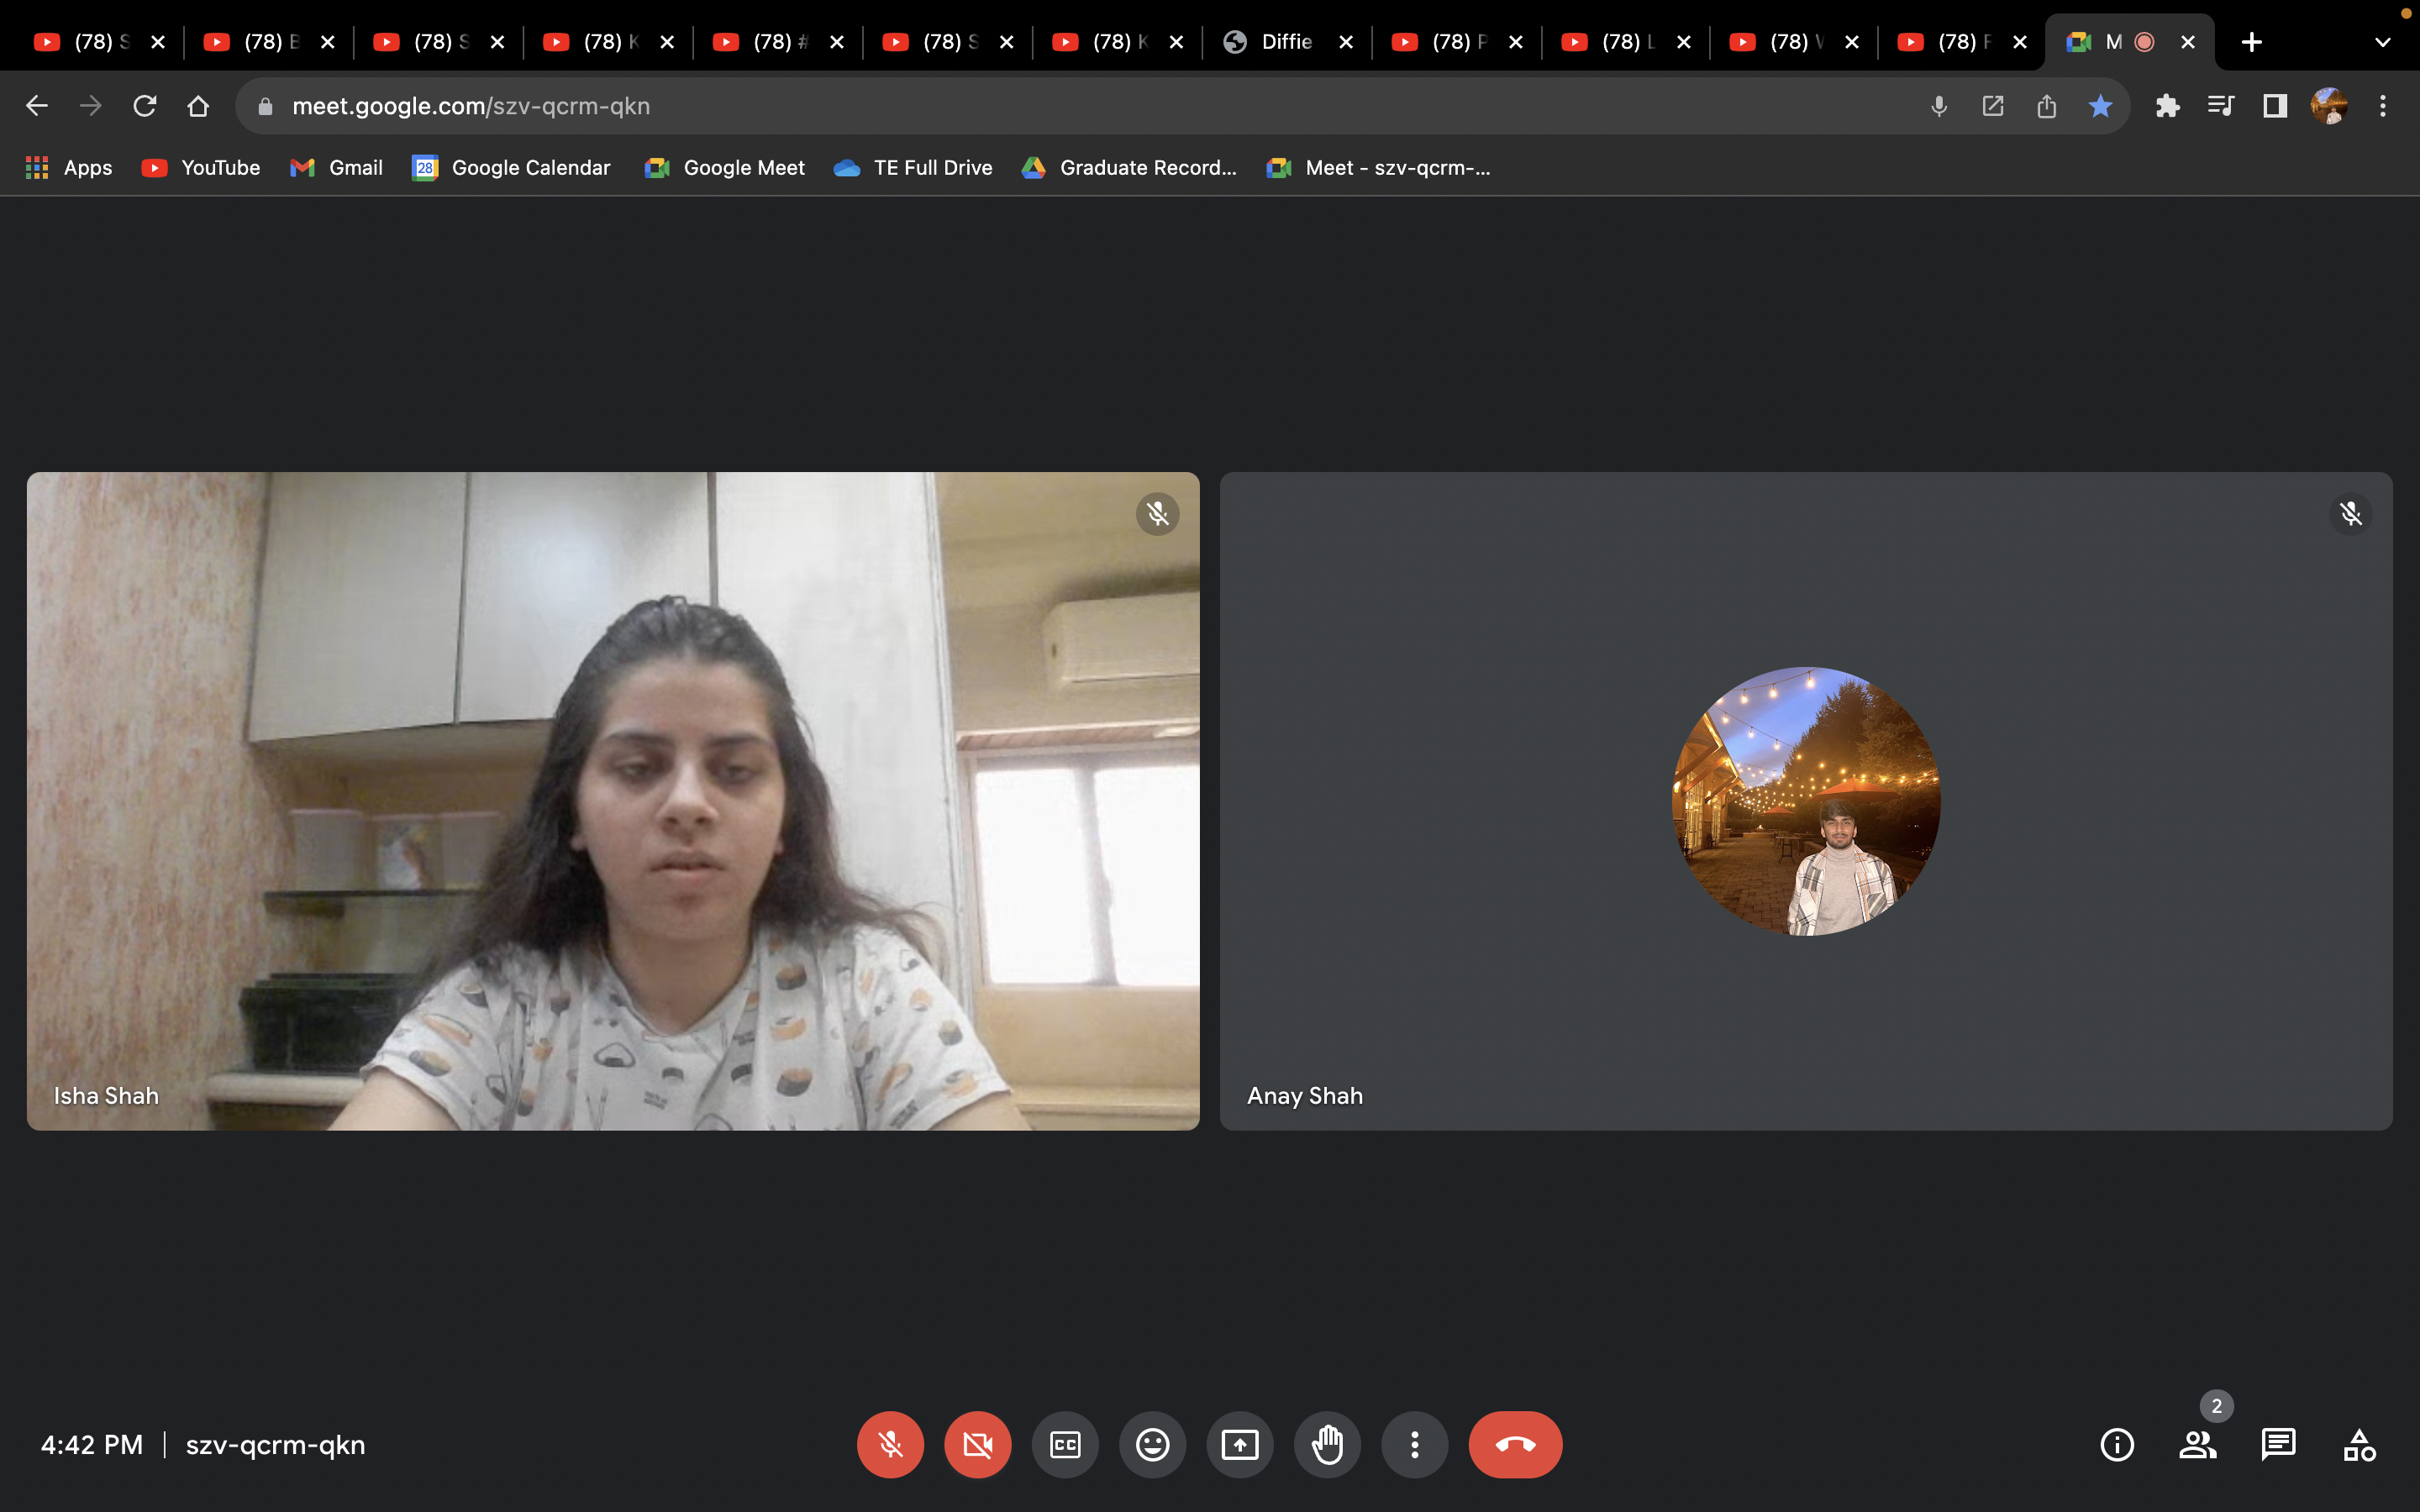 (78) S (78) B (78) S (78) K (78) # (78) S (78) K Diffie (78) P (78) L (78) V (78) F M
meet.google.com/szv-qcrm-qkn
Apps YouTube Gmail 28 Google Calendar Google Meet TE Full Drive Graduate Record... Meet - szv-qcrm-...
Isha Shah Anay Shah
2
4:42 PM | szv-qcrm-qkn CC